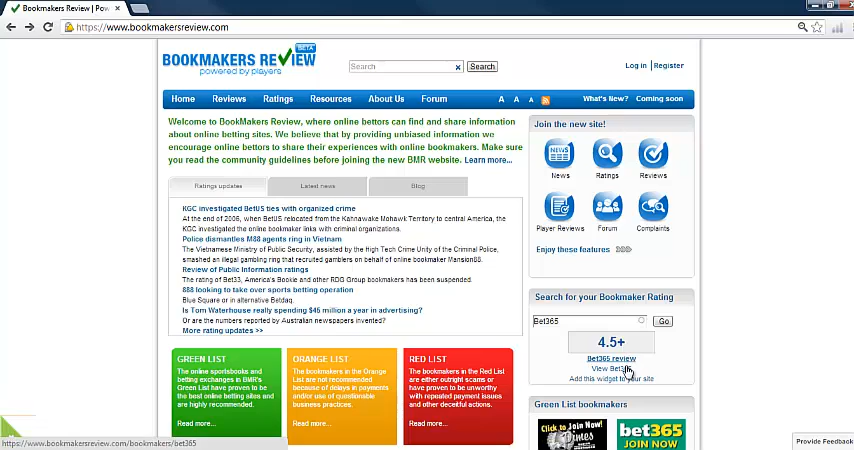 Bookmakers Review | Pow
https://www.bookmakersreview.com
BOOKMAKERS REVIEW
BETA
powered by players
Search
Search
Log in
Register
Home
Reviews
Ratings
Resources
About Us
Forum
A A A
What's New?
Coming soon
Welcome to BookMakers Review, where online bettors can find and share information
about online betting sites. We believe that by providing unbiased information we
encourage online bettors to share their experiences with online bookmakers. Make sure
you read the community guidelines before joining the new BMR website. Learn more...
Ratings updates
Latest news
Blog
KGC investigated BetUS ties with organized crime
At the end of 2006, when BetUS relocated from the Kahnawake Mohawk Territory to central America, the
KGC investigated the online bookmaker links with criminal organizations.
Police dismantles M88 agents ring in Vietnam
The Vietnamese Ministry of Public Security, assisted by the High Tech Crime Unity of the Criminal Police,
smashed an illegal gambling ring that recruited gamblers on behalf of online bookmaker Mansion88.
Review of Public Information ratings
The rating of Bet33, America's Bookie and other RDG Group bookmakers has been suspended.
888 looking to take over sports betting operation
Blue Square or in alternative Betdaq.
Is Tom Waterhouse really spending $45 million a year in advertising?
Or are the numbers reported by Australian newspapers invented?
More rating updates >>
GREEN LIST
The online sportsbooks and
betting exchanges in BMR's
Green List have proven to be
the best online betting sites and
are highly recommended.
Read more...
ORANGE LIST
The bookmakers in the Orange
List are not recommended
because of delays in payments
and/or use of questionable
business practices.
Read more...
RED LIST
The bookmakers in the Red List
are either outright scams or
have proven to be unworthy
with repeated payment issues
and other deceitful actions.
Read more...
Join the new site!
NEWS
News
Ratings
Reviews
Player Reviews
Forum
Complaints
Enjoy these features
Search for your Bookmaker Rating
Bet365
Go
4.5+
Bet365 review
View Bet365
Add this widget to your site
Green List bookmakers
Click to Join Now!
bet365
JOIN NOW
Provide Feedback
https://www.bookmakersreview.com/bookmakers/bet365